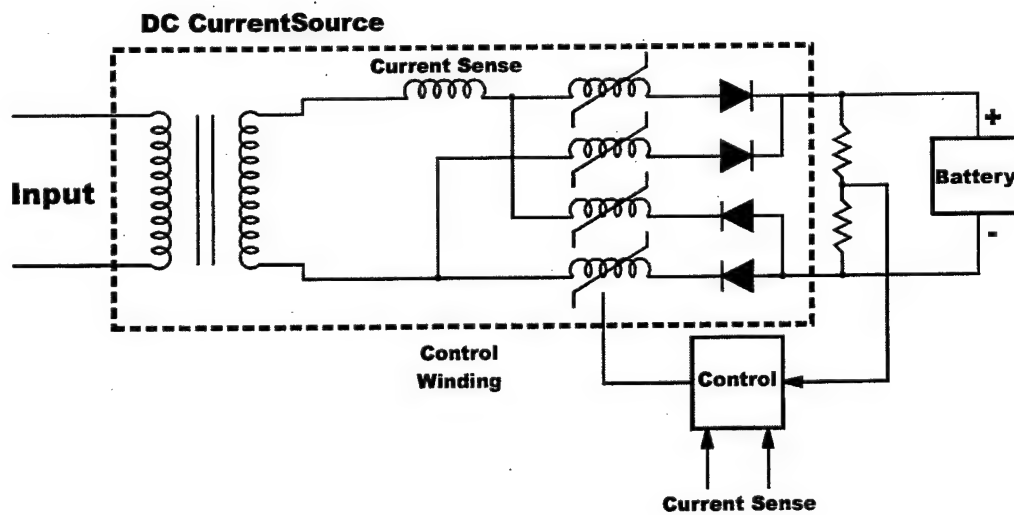 DC CurrentSource
Current Sense
Input
+
Battery
-
Control
Winding
Control
Current Sense